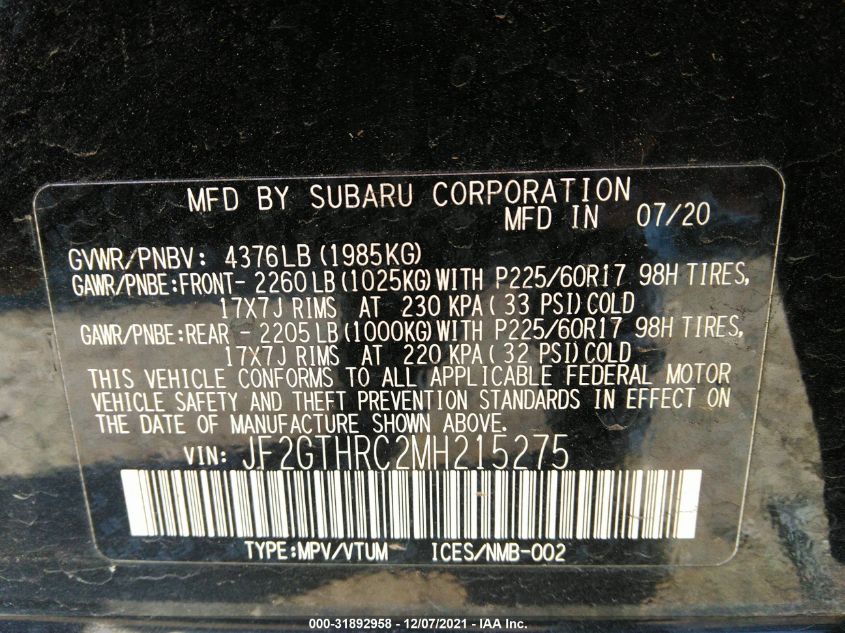 MFD BY SUBARU CORPORATION
MFD IN 07/20
GVWR/PNBV: 4376LB (1985KG)
GAWR/PNBE:FRONT- 2260LB (1025KG) WITH P225/60R17 98H TIRES,
17X7J RIMS AT 230 KPA( 33 PSI) COLD
GAWR/PNBE:REAR - 2205LB (1000KG) WITH P225/60R17 98H TIRES,
17X7J RIMS AT 220 KPA( 32 PSI) COLD
THIS VEHICLE CONFORMS TO ALL APPLICABLE FEDERAL MOTOR
VEHICLE SAFETY AND THEFT PREVENTION STANDARDS IN EFFECT ON
THE DATE OF MANUFACTURE SHOWN ABOVE.
VIN: JF2GTHRC2MH215275
TYPE:MPV/VTUM ICES/NMB-002
000-31892958 - 12/07/2021 - IAA Inc.